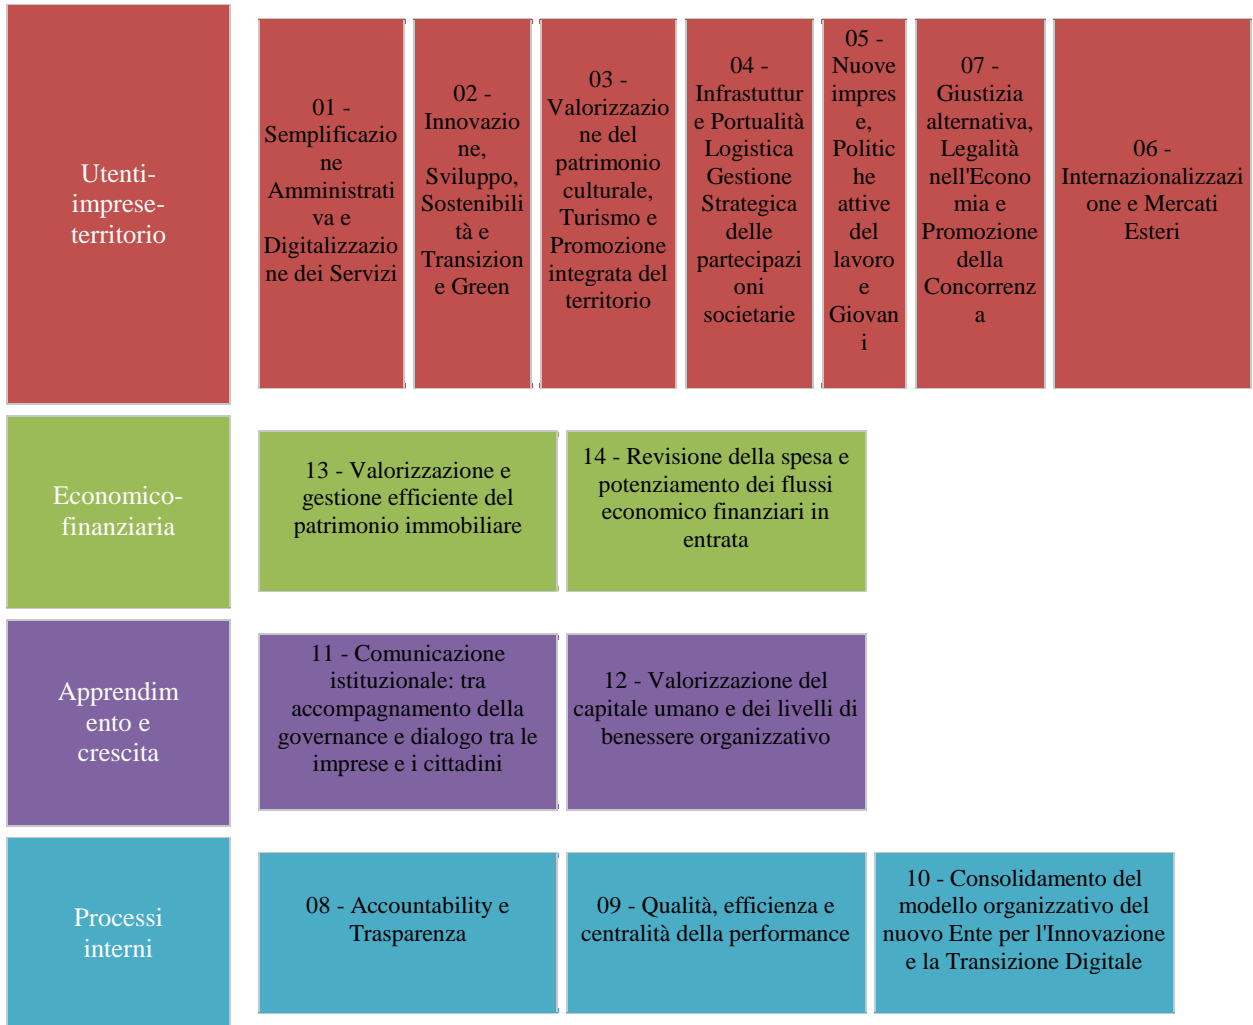 Utenti-
imprese-
territorio
01 -
Semplificazio
ne
Amministrati
va e
Digitalizzazio
ne dei Servizi
02 -
Innovazio
ne,
Sviluppo,
Sostenibili
tà e
Transizion
e Green
03 -
Valorizzazio
ne del
patrimonio
culturale,
Turismo e
Promozione
integrata del
territorio
04 -
Infrastuttur
e Portualità
Logistica
Gestione
Strategica
delle
partecipazi
oni
societarie
05 -
Nuove
impres
e,
Politic
he
attive
del
lavoro
e
Giovan
i
07 -
Giustizia
alternativa,
Legalità
nell'Econo
mia e
Promozione
della
Concorrenz
a
06 -
Internazionalizzazi
one e Mercati
Esteri
Economico-
finanziaria
13 - Valorizzazione e
gestione efficiente del
patrimonio immobiliare
14 - Revisione della spesa e
potenziamento dei flussi
economico finanziari in
entrata
Apprendim
ento e
crescita
11 - Comunicazione
istituzionale: tra
accompagnamento della
governance e dialogo tra le
imprese e i cittadini
12 - Valorizzazione del
capitale umano e dei livelli di
benessere organizzativo
Processi
interni
08 - Accountability e
Trasparenza
09 - Qualità, efficienza e
centralità della performance
10 - Consolidamento del
modello organizzativo del
nuovo Ente per l'Innovazione
e la Transizione Digitale